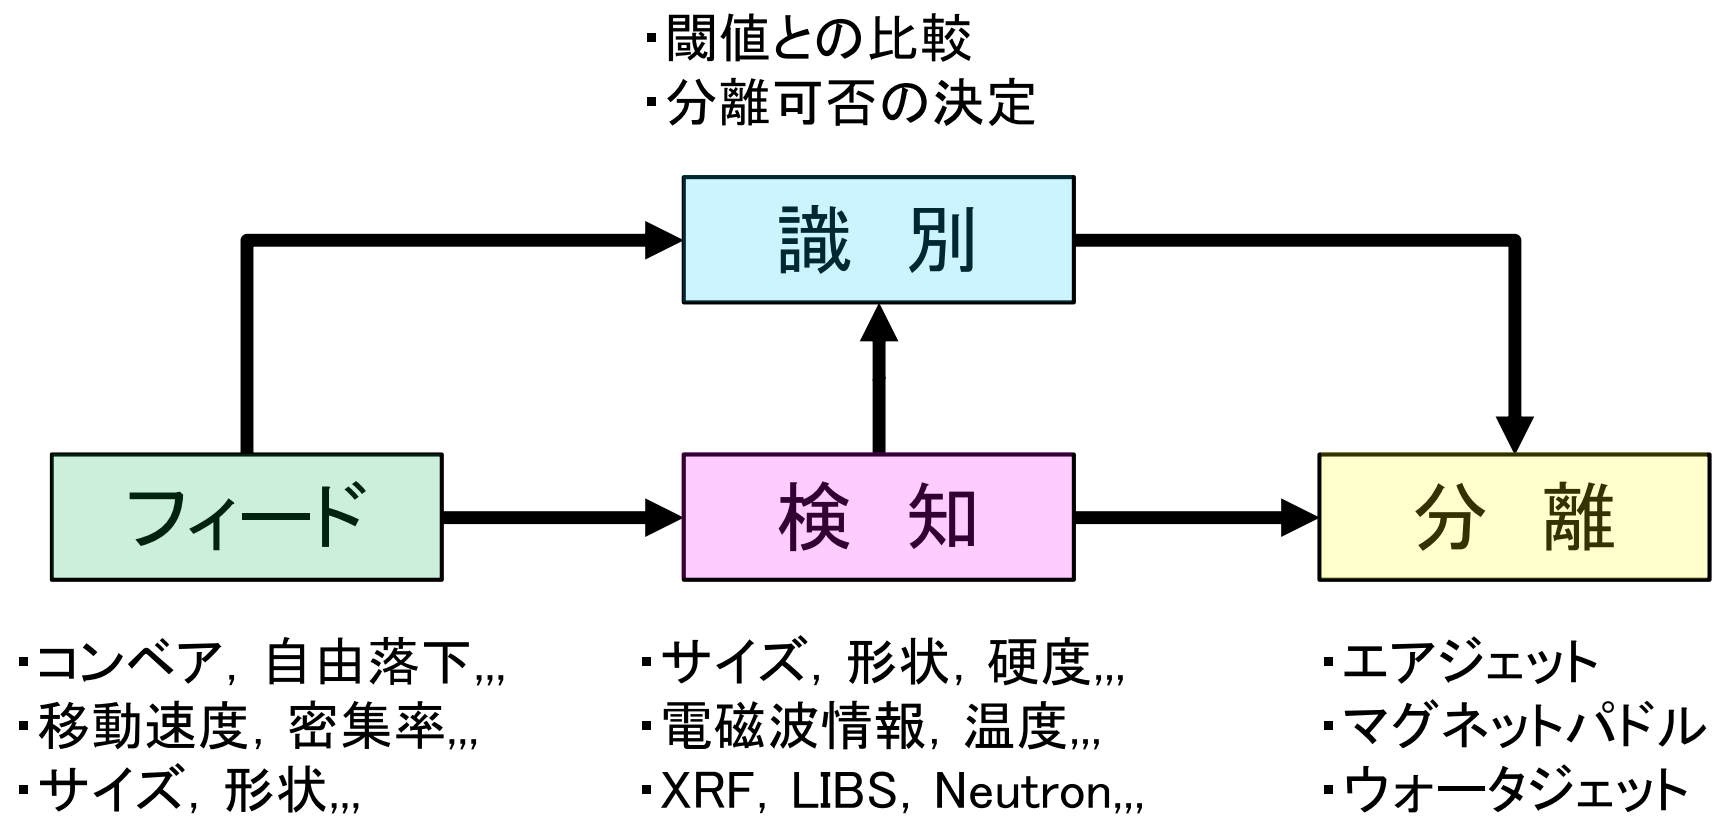 ・閾値との比較
・分離可否の決定
識　別
フィード
検　知
分　離
・コンベア，自由落下,,,
・移動速度，密集率,,,
・サイズ，形状,,,
・サイズ，形状，硬度,,,
・電磁波情報，温度,,,
・XRF，LIBS，Neutron,,,
・エアジェット
・マグネットパドル
・ウォータジェット